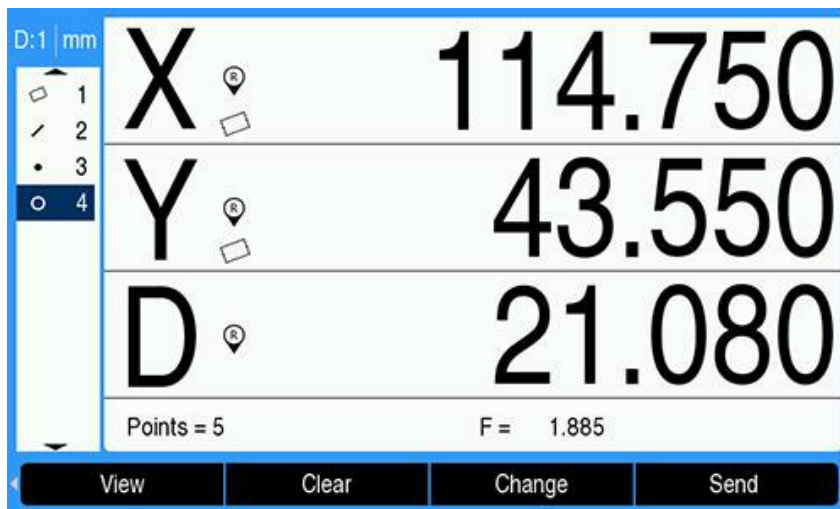 D:1 mm
1
2
3
4
X R 114.750
Y R 43.550
D R 21.080
Points = 5 F = 1.885
View Clear Change Send